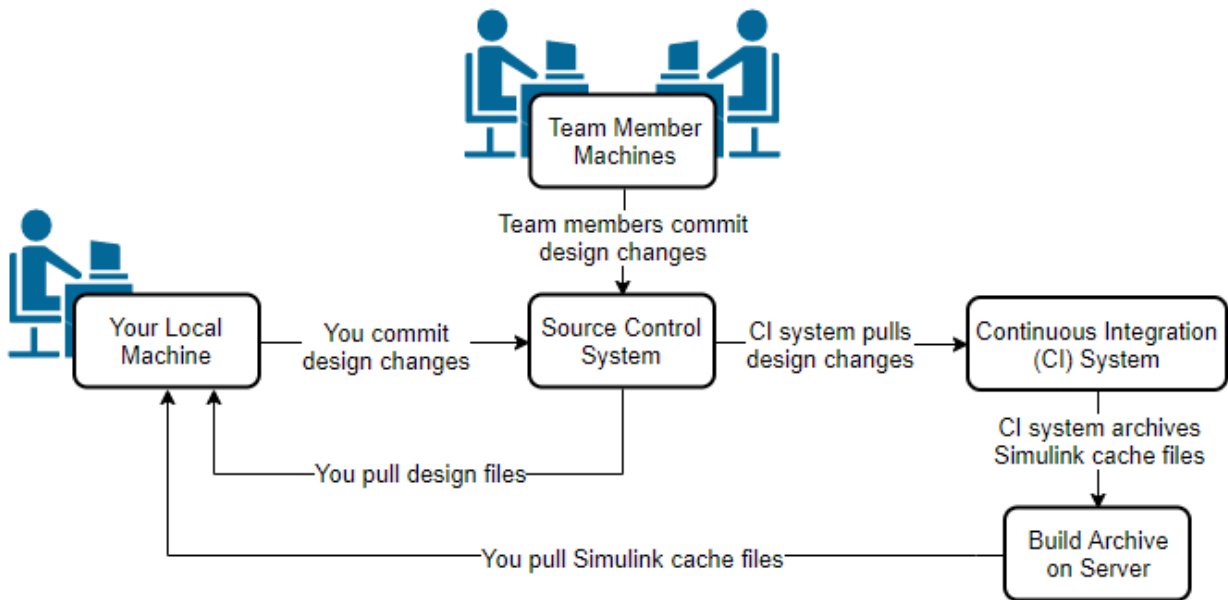 Team Member
Machines
Team members commit
design changes
Your Local
Machine
You commit
design changes
Source Control
System
CI system pulls
design changes
Continuous Integration
(CI) System
CI system archives
Simulink cache files
You pull design files
You pull Simulink cache files
Build Archive
on Server